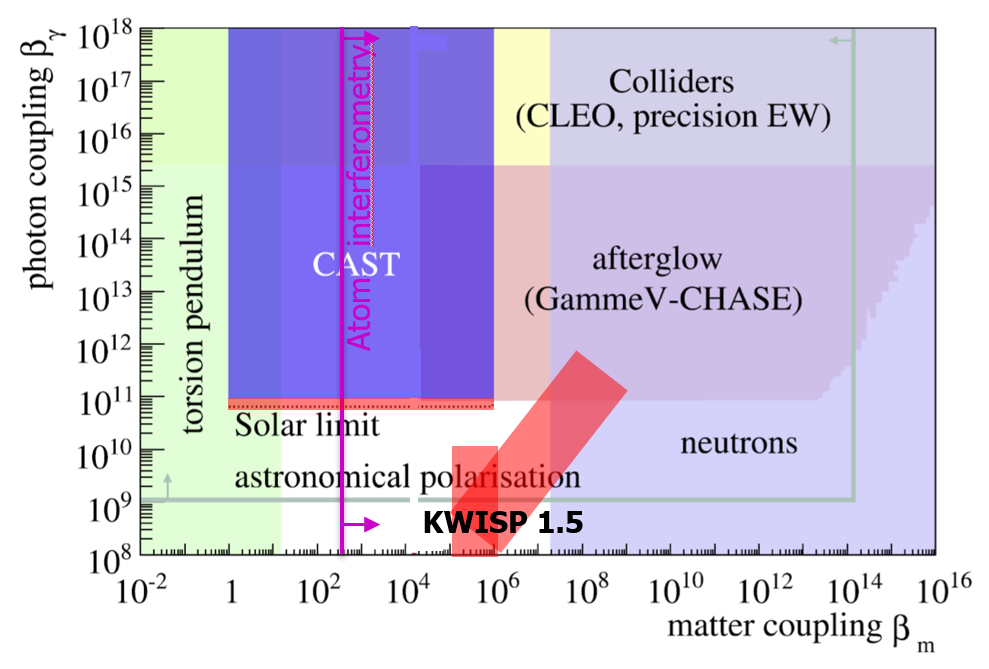 photon coupling βγ
10^18
10^17
10^16
10^15
10^14
10^13
10^12
10^11
10^10
10^9
10^8
torsion pendulum
Atom interferometry
CAST
Colliders
(CLEO, precision EW)
afterglow
(GammeV-CHASE)
Solar limit
astronomical polarisation
neutrons
KWISP 1.5
10^-2
1
10^2
10^4
10^6
10^8
10^10
10^12
10^14
10^16
matter coupling βm